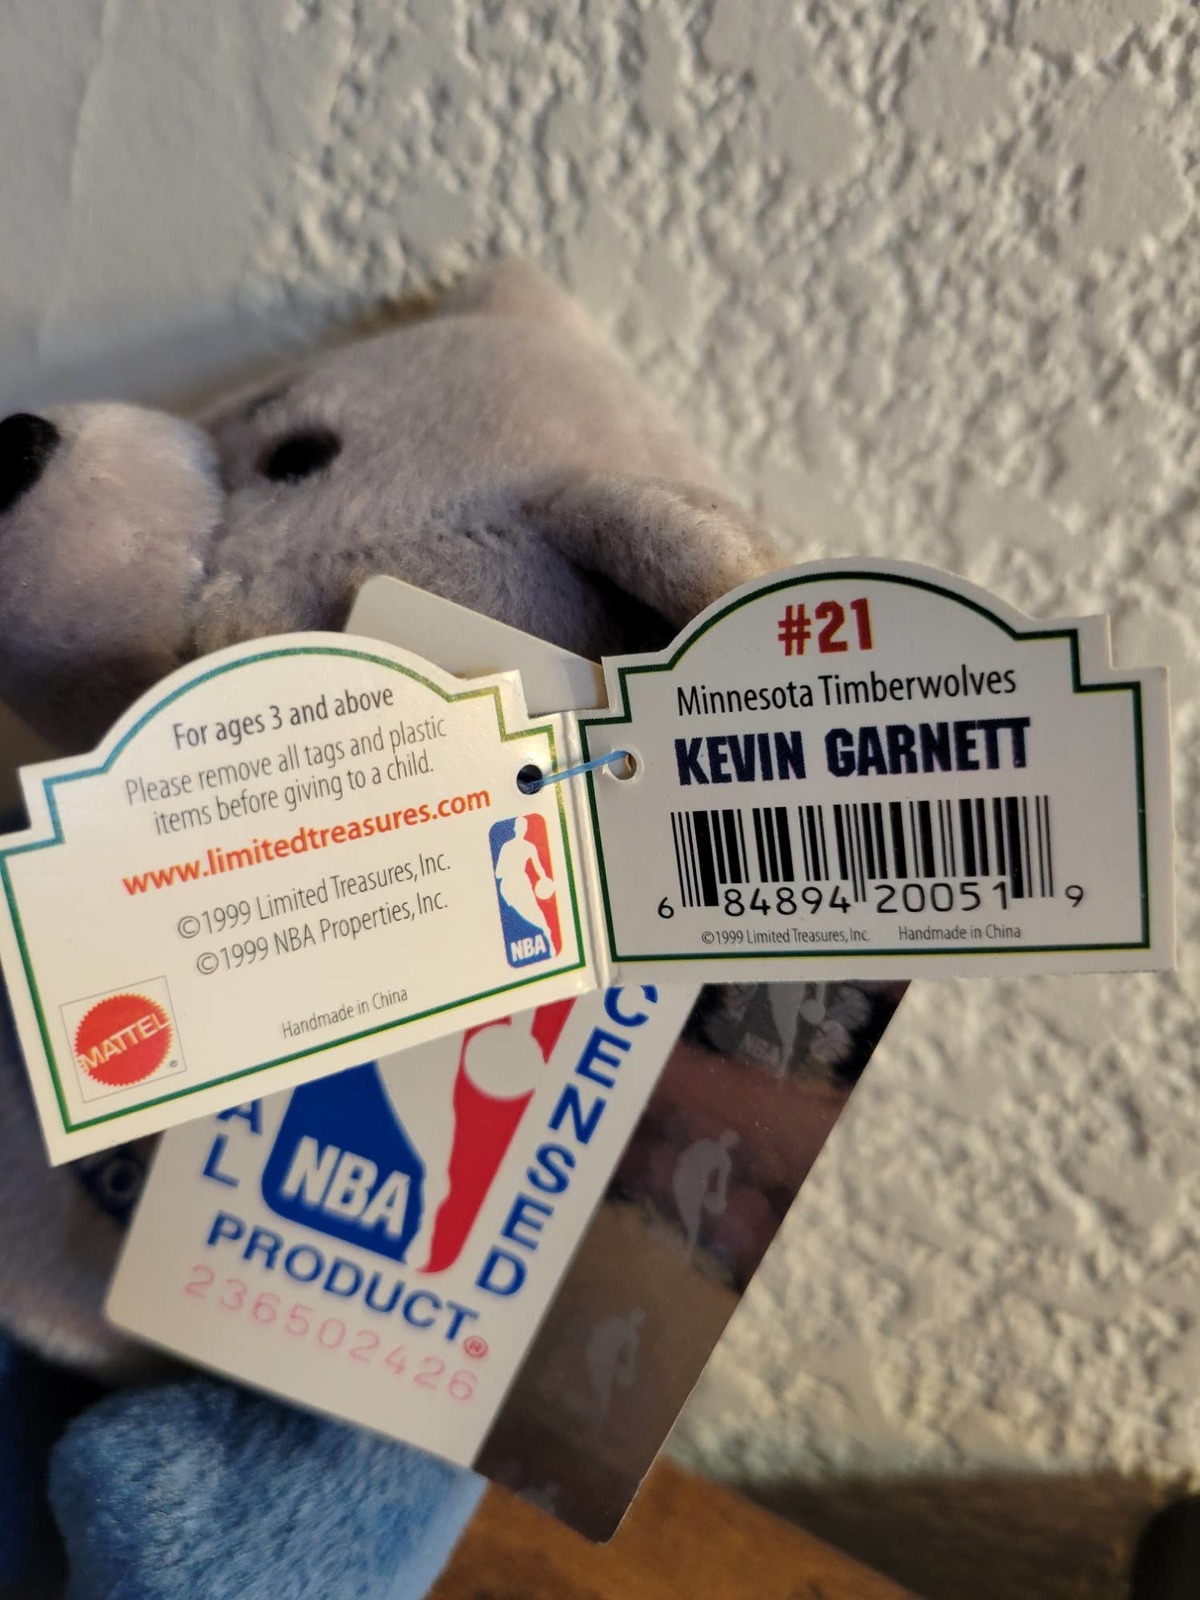 For ages 3 and above
Please remove all tags and plastic
items before giving to a child.
www.limitedtreasures.com
©1999 Limited Treasures, Inc.
©1999 NBA Properties, Inc.
NBA
MATTEL®
Handmade in China
#21
Minnesota Timberwolves
KEVIN GARNETT
6 84894 20051 9
©1999 Limited Treasures, Inc. Handmade in China
AL
NBA
CENSED
PRODUCT®
236502426
NBA